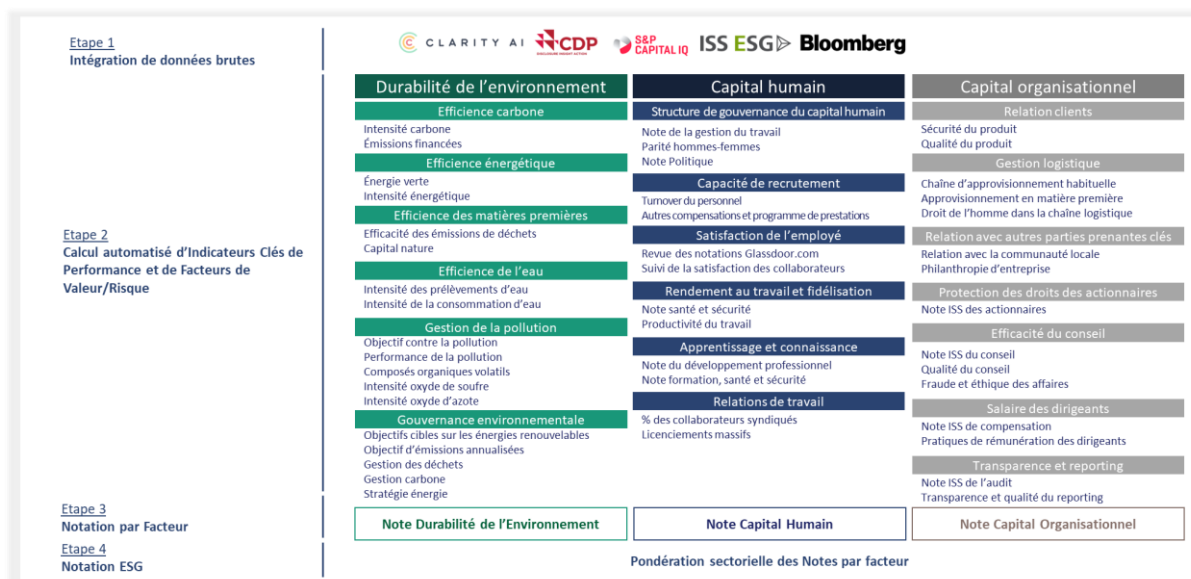 Etape 1
Intégration de données brutes
CLARITY AI
CDP
DISCLOSURE INSIGHT ACTION
S&P
CAPITAL IQ
ISS ESG
Bloomberg
Etape 2
Calcul automatisé d'Indicateurs Clés de
Performance et de Facteurs de
Valeur/Risque
Durabilité de l'environnement
Efficience carbone
Intensité carbone
Émissions financées
Efficience énergétique
Énergie verte
Intensité énergétique
Efficience des matières premières
Efficacité des émissions de déchets
Capital nature
Efficience de l'eau
Intensité des prélèvements d'eau
Intensité de la consommation d'eau
Gestion de la pollution
Objectif contre la pollution
Performance de la pollution
Composés organiques volatils
Intensité oxyde de soufre
Intensité oxyde d'azote
Gouvernance environnementale
Objectifs cibles sur les énergies renouvelables
Objectif d'émissions annualisées
Gestion des déchets
Gestion carbone
Stratégie énergie
Capital humain
Structure de gouvernance du capital humain
Note de la gestion du travail
Parité hommes-femmes
Note Politique
Capacité de recrutement
Turnover du personnel
Autres compensations et programme de prestations
Satisfaction de l'employé
Revue des notations Glassdoor.com
Suivi de la satisfaction des collaborateurs
Rendement au travail et fidélisation
Note santé et sécurité
Productivité du travail
Apprentissage et connaissance
Note du développement professionnel
Note formation, santé et sécurité
Relations de travail
% des collaborateurs syndiqués
Licenciements massifs
Capital organisationnel
Relation clients
Sécurité du produit
Qualité du produit
Gestion logistique
Chaîne d'approvisionnement habituelle
Approvisionnement en matière première
Droit de l'homme dans la chaîne logistique
Relation avec autres parties prenantes clés
Relation avec la communauté locale
Philanthropie d'entreprise
Protection des droits des actionnaires
Note ISS des actionnaires
Efficacité du conseil
Note ISS du conseil
Qualité du conseil
Fraude et éthique des affaires
Salaire des dirigeants
Note ISS de compensation
Pratiques de rémunération des dirigeants
Transparence et reporting
Note ISS de l'audit
Transparence et qualité du reporting
Etape 3
Notation par Facteur
Note Durabilité de l'Environnement
Note Capital Humain
Note Capital Organisationnel
Etape 4
Notation ESG
Pondération sectorielle des Notes par facteur